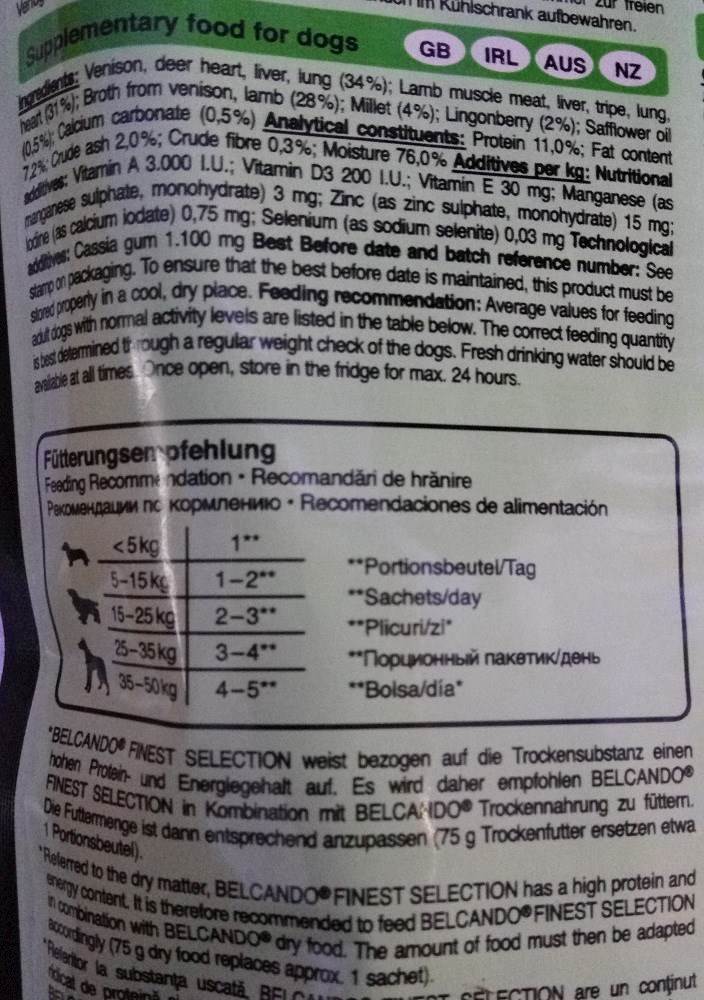 zur freien
im Kühlschrank aufbewahren.
Supplementary food for dogs GB IRL AUS NZ
Ingredients: Venison, deer heart, liver, lung (34%); Lamb muscle meat, liver, tripe, lung,
heart (31%); Broth from venison, lamb (28%); Millet (4%); Lingonberry (2%); Safflower oil
(0,5%); Calcium carbonate (0,5%) Analytical constituents: Protein 11,0%; Fat content
7,2%; Crude ash 2,0%; Crude fibre 0,3%; Moisture 76,0% Additives per kg: Nutritional
additives: Vitamin A 3.000 I.U.; Vitamin D3 200 I.U.; Vitamin E 30 mg; Manganese (as
manganese sulphate, monohydrate) 3 mg; Zinc (as zinc sulphate, monohydrate) 15 mg;
Iodine (as calcium iodate) 0,75 mg; Selenium (as sodium selenite) 0,03 mg Technological
additives: Cassia gum 1.100 mg Best Before date and batch reference number: See
stamp on packaging. To ensure that the best before date is maintained, this product must be
stored properly in a cool, dry place. Feeding recommendation: Average values for feeding
adult dogs with normal activity levels are listed in the table below. The correct feeding quantity
is best determined through a regular weight check of the dogs. Fresh drinking water should be
available at all times. Once open, store in the fridge for max. 24 hours.
Fütterungsempfehlung
Feeding Recommendation • Recomandări de hrănire
Рекомендации по кормлению • Recomendaciones de alimentación
<5kg 1**
5-15kg 1-2**
15-25kg 2-3**
25-35kg 3-4**
35-50kg 4-5**
**Portionsbeutel/Tag
**Sachets/day
**Plicuri/zi*
**Порционный пакетик/день
**Bolsa/día*
*BELCANDO® FINEST SELECTION weist bezogen auf die Trockensubstanz einen
hohen Protein- und Energiegehalt auf. Es wird daher empfohlen BELCANDO®
FINEST SELECTION in Kombination mit BELCANDO® Trockennahrung zu füttern.
Die Futtermenge ist dann entsprechend anzupassen (75 g Trockenfutter ersetzen etwa
1 Portionsbeutel).
*Referred to the dry matter, BELCANDO® FINEST SELECTION has a high protein and
energy content. It is therefore recommended to feed BELCANDO® FINEST SELECTION
in combination with BELCANDO® dry food. The amount of food must then be adapted
accordingly (75 g dry food replaces approx. 1 sachet).
*Referitor la substanţa uscată, SELECTION are un conţinut
ridicat de proteină